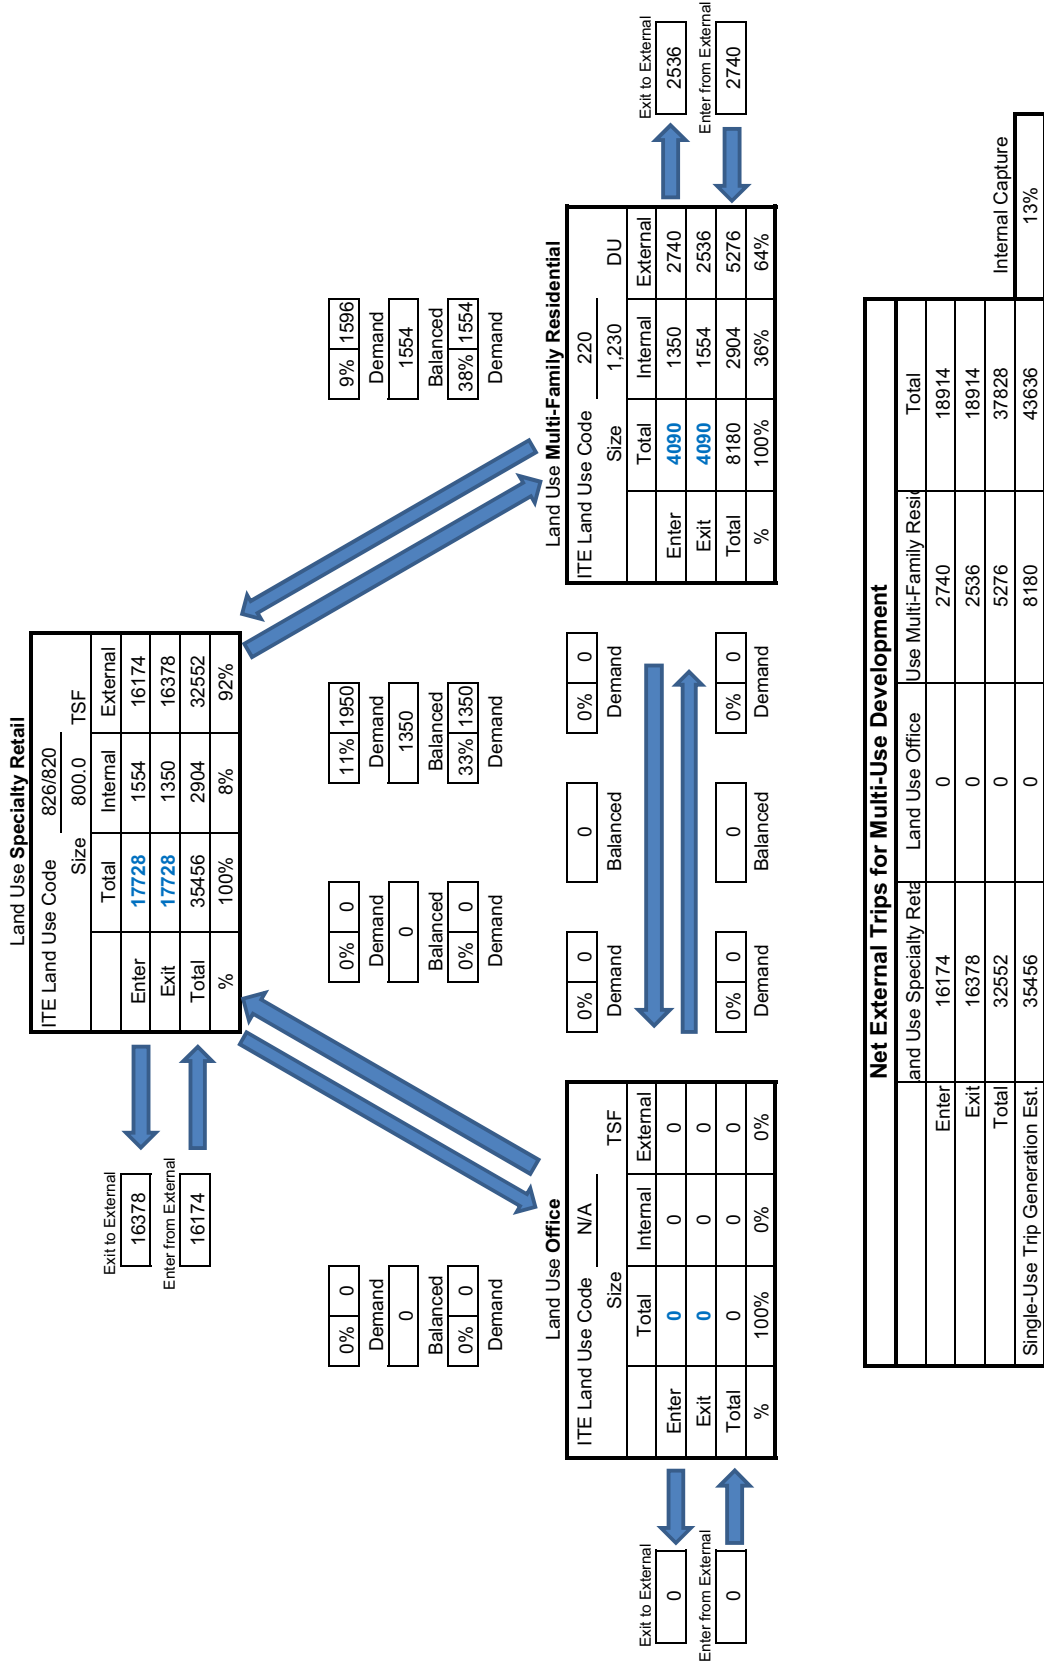 Land Use Specialty Retail
ITE Land Use Code 826/820
Size 800.0 TSF
Total Internal External
Enter 17728 1554 16174
Exit 17728 1350 16378
Total 35456 2904 32552
% 100% 8% 92%
Exit to External
16378
Enter from External
16174
0% 0
Demand
0
Balanced
0% 0
Demand
0% 0
Demand
0
Balanced
0% 0
Demand
11% 1950
Demand
1350
Balanced
33% 1350
Demand
9% 1596
Demand
1554
Balanced
38% 1554
Demand
Land Use Office
ITE Land Use Code N/A
Size TSF
Total Internal External
Enter 0 0 0
Exit 0 0 0
Total 0 0 0
% 100% 0% 0%
Exit to External
0
Enter from External
0
0% 0
Demand
0
Balanced
0% 0
Demand
0% 0
Demand
0
Balanced
0% 0
Demand
Land Use Multi-Family Residential
ITE Land Use Code 220
Size 1,230 DU
Total Internal External
Enter 4090 1350 2740
Exit 4090 1554 2536
Total 8180 2904 5276
% 100% 36% 64%
Exit to External
2536
Enter from External
2740
Net External Trips for Multi-Use Development
and Use Specialty Reta Land Use Office Use Multi-Family Resid Total
Enter 16174 0 2740 18914
Exit 16378 0 2536 18914
Total 32552 0 5276 37828 Internal Capture
Single-Use Trip Generation Est. 35456 0 8180 43636 13%